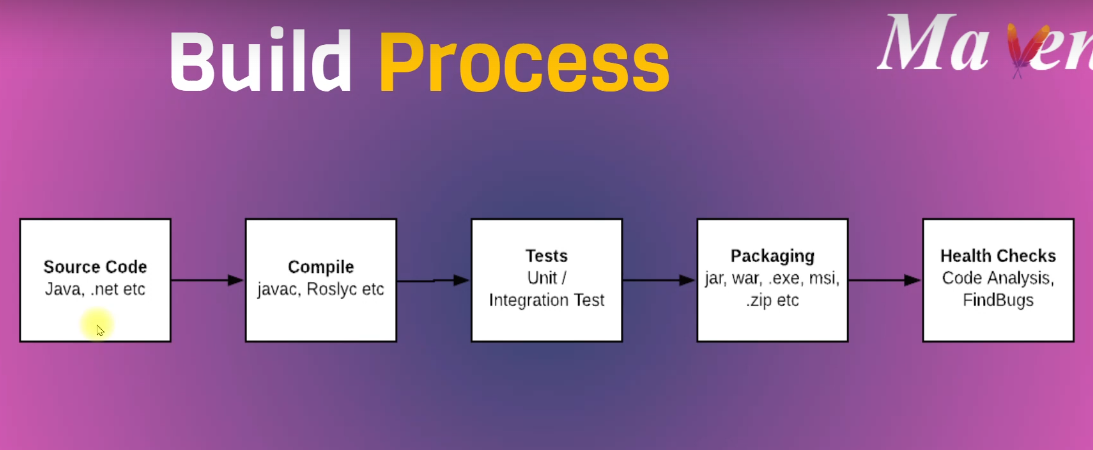 Build Process
Maven
Source Code
Java, .net etc
Compile
javac, Roslyc etc
Tests
Unit /
Integration Test
Packaging
jar, war, .exe, msi,
.zip etc
Health Checks
Code Analysis,
FindBugs